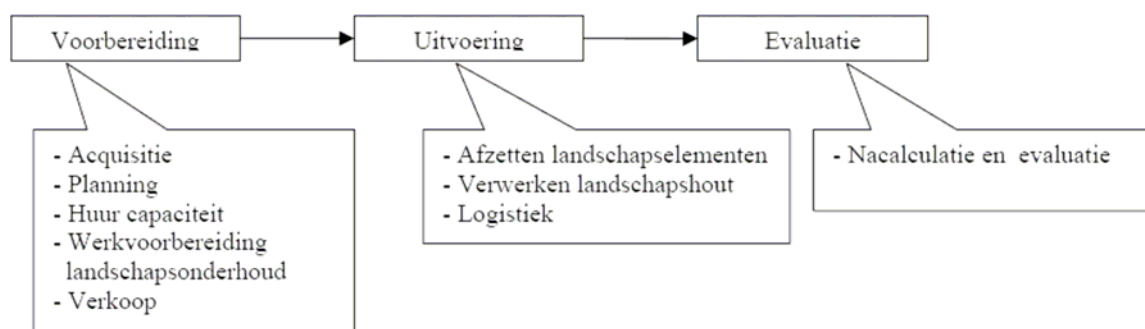 Voorbereiding
Uitvoering
Evaluatie
- Acquisitie
- Planning
- Huur capaciteit
- Werkvoorbereiding
landschapsonderhoud
- Verkoop
- Afzetten landschapselementen
- Verwerken landschapshout
- Logistiek
- Nacalculatie en evaluatie